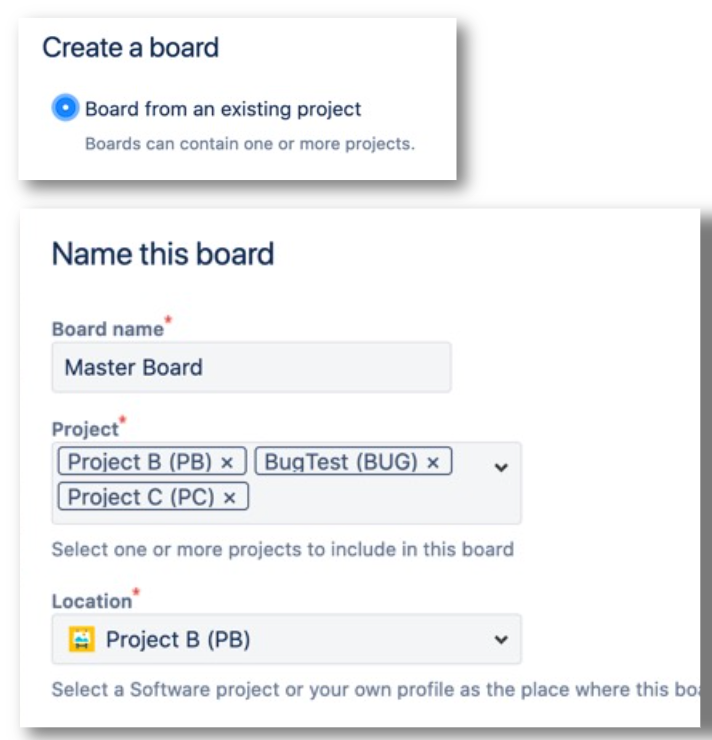 Create a board
Board from an existing project
Boards can contain one or more projects.
Name this board
Board name*
Master Board
Project*
Project B (PB) × BugTest (BUG) ×
Project C (PC) ×
Select one or more projects to include in this board
Location*
Project B (PB)
Select a Software project or your own profile as the place where this